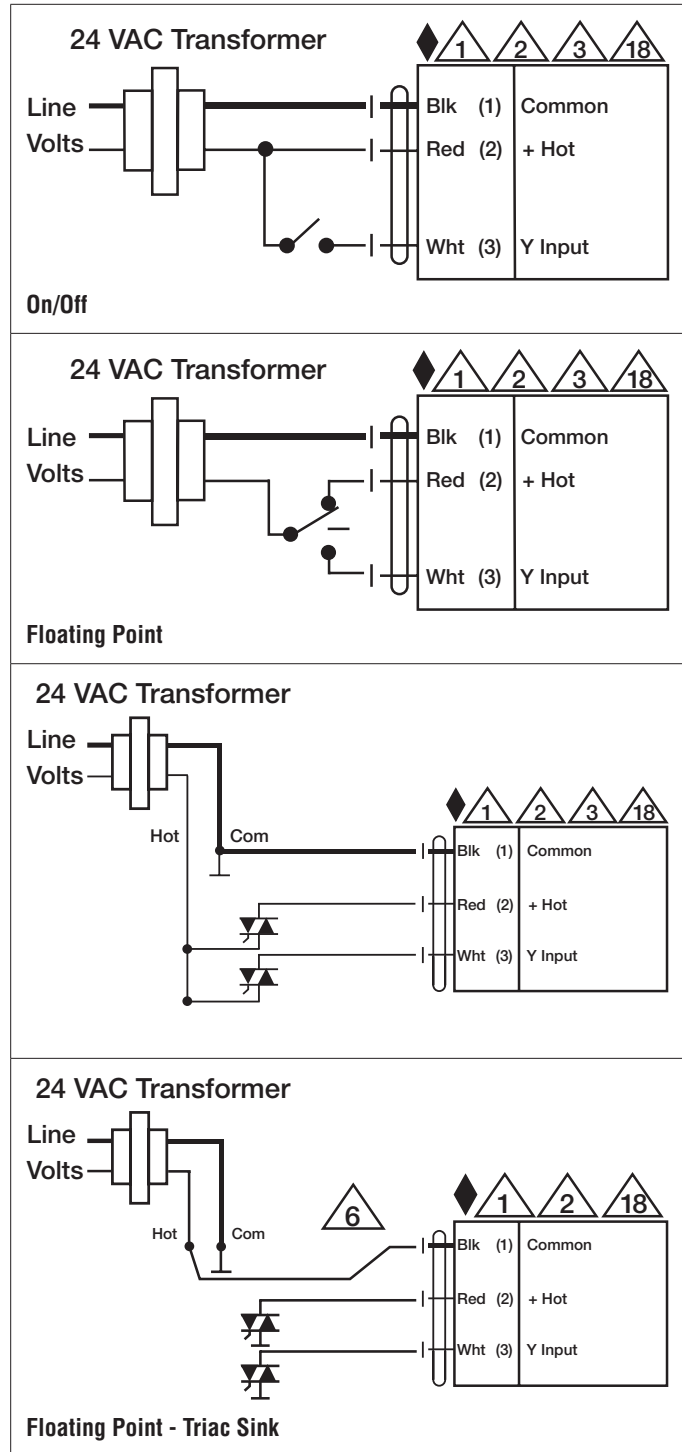 24 VAC Transformer
1 2 3 18
Line
Volts
Blk (1) Common
Red (2) + Hot
Wht (3) Y Input
On/Off
24 VAC Transformer
1 2 3 18
Line
Volts
Blk (1) Common
Red (2) + Hot
Wht (3) Y Input
Floating Point
24 VAC Transformer
Line
Volts
1 2 3 18
Hot Com
Blk (1) Common
Red (2) + Hot
Wht (3) Y Input
24 VAC Transformer
Line
Volts
6
1 2 18
Hot Com
Blk (1) Common
Red (2) + Hot
Wht (3) Y Input
Floating Point - Triac Sink